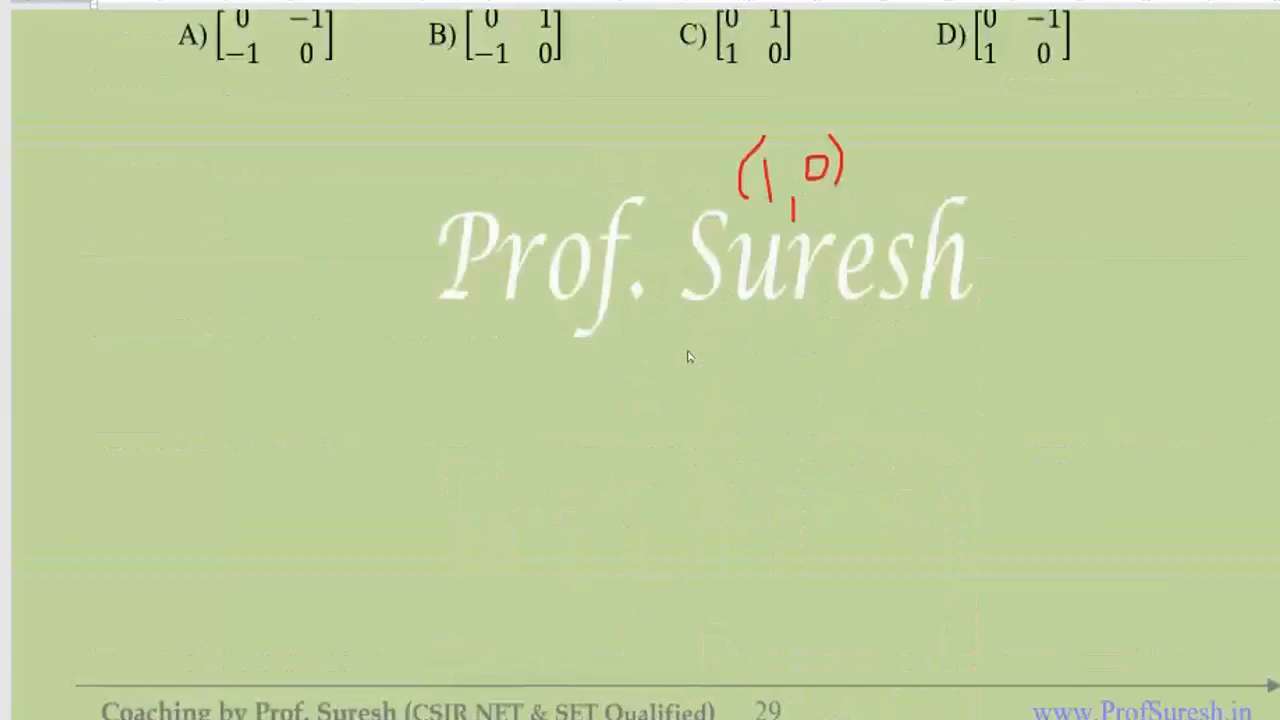 A) [0 −1 B) [0 1 C) [0 1 D) [0 −1
−1 0] −1 0] 1 0] 1 0]
(1, 0)
Prof. Suresh
Coaching by Prof. Suresh (CSIR NET & SET Qualified) 29 www.ProfSuresh.in